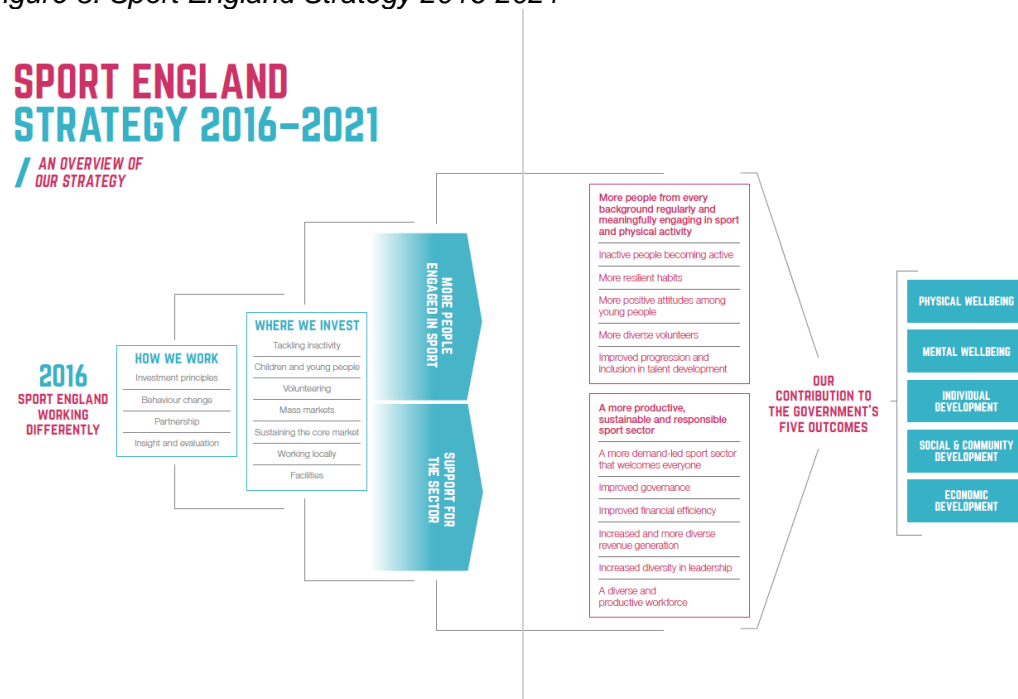 Figure 3: Sport England Strategy 2016-2021
SPORT ENGLAND
STRATEGY 2016–2021
/ AN OVERVIEW OF
OUR STRATEGY
2016
SPORT ENGLAND
WORKING
DIFFERENTLY
HOW WE WORK
Investment principles
Behaviour change
Partnership
Insight and evaluation
WHERE WE INVEST
Tackling inactivity
Children and young people
Volunteering
Mass markets
Sustaining the core market
Working locally
Facilities
MORE PEOPLE
ENGAGED IN SPORT
SUPPORT FOR
THE SECTOR
More people from every
background regularly and
meaningfully engaging in sport
and physical activity
Inactive people becoming active
More resilient habits
More positive attitudes among
young people
More diverse volunteers
Improved progression and
inclusion in talent development
A more productive,
sustainable and responsible
sport sector
A more demand-led sport sector
that welcomes everyone
Improved governance
Improved financial efficiency
Increased and more diverse
revenue generation
Increased diversity in leadership
A diverse and
productive workforce
OUR
CONTRIBUTION TO
THE GOVERNMENT'S
FIVE OUTCOMES
PHYSICAL WELLBEING
MENTAL WELLBEING
INDIVIDUAL
DEVELOPMENT
SOCIAL & COMMUNITY
DEVELOPMENT
ECONOMIC
DEVELOPMENT